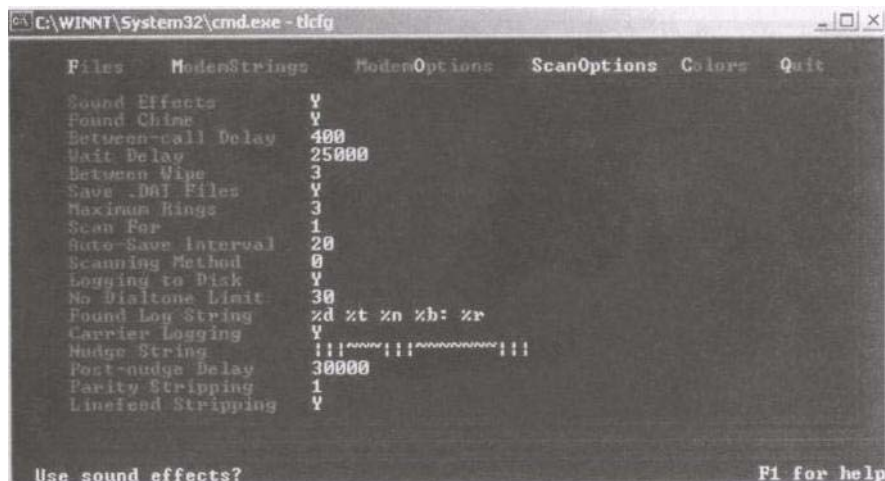 C:\WINNT\System32\cmd.exe - tlcfg
Files ModemStrings ModemOptions ScanOptions Colors Quit
Sound Effects Y
Found Chime Y
Between-call Delay 400
Wait Delay 25000
Between Wipe 3
Save .DAT Files Y
Maximum Rings 3
Scan For 1
Auto-Save Interval 20
Scanning Method 0
Logging to Disk Y
No Dialtone Limit 30
Found Log String %d %t %n %b: %r
Carrier Logging Y
Nudge String ¦¦¦~~~¦¦¦~~~~~~~~¦¦¦
Post-nudge Delay 30000
Parity Stripping 1
Linefeed Stripping Y
Use sound effects? F1 for help